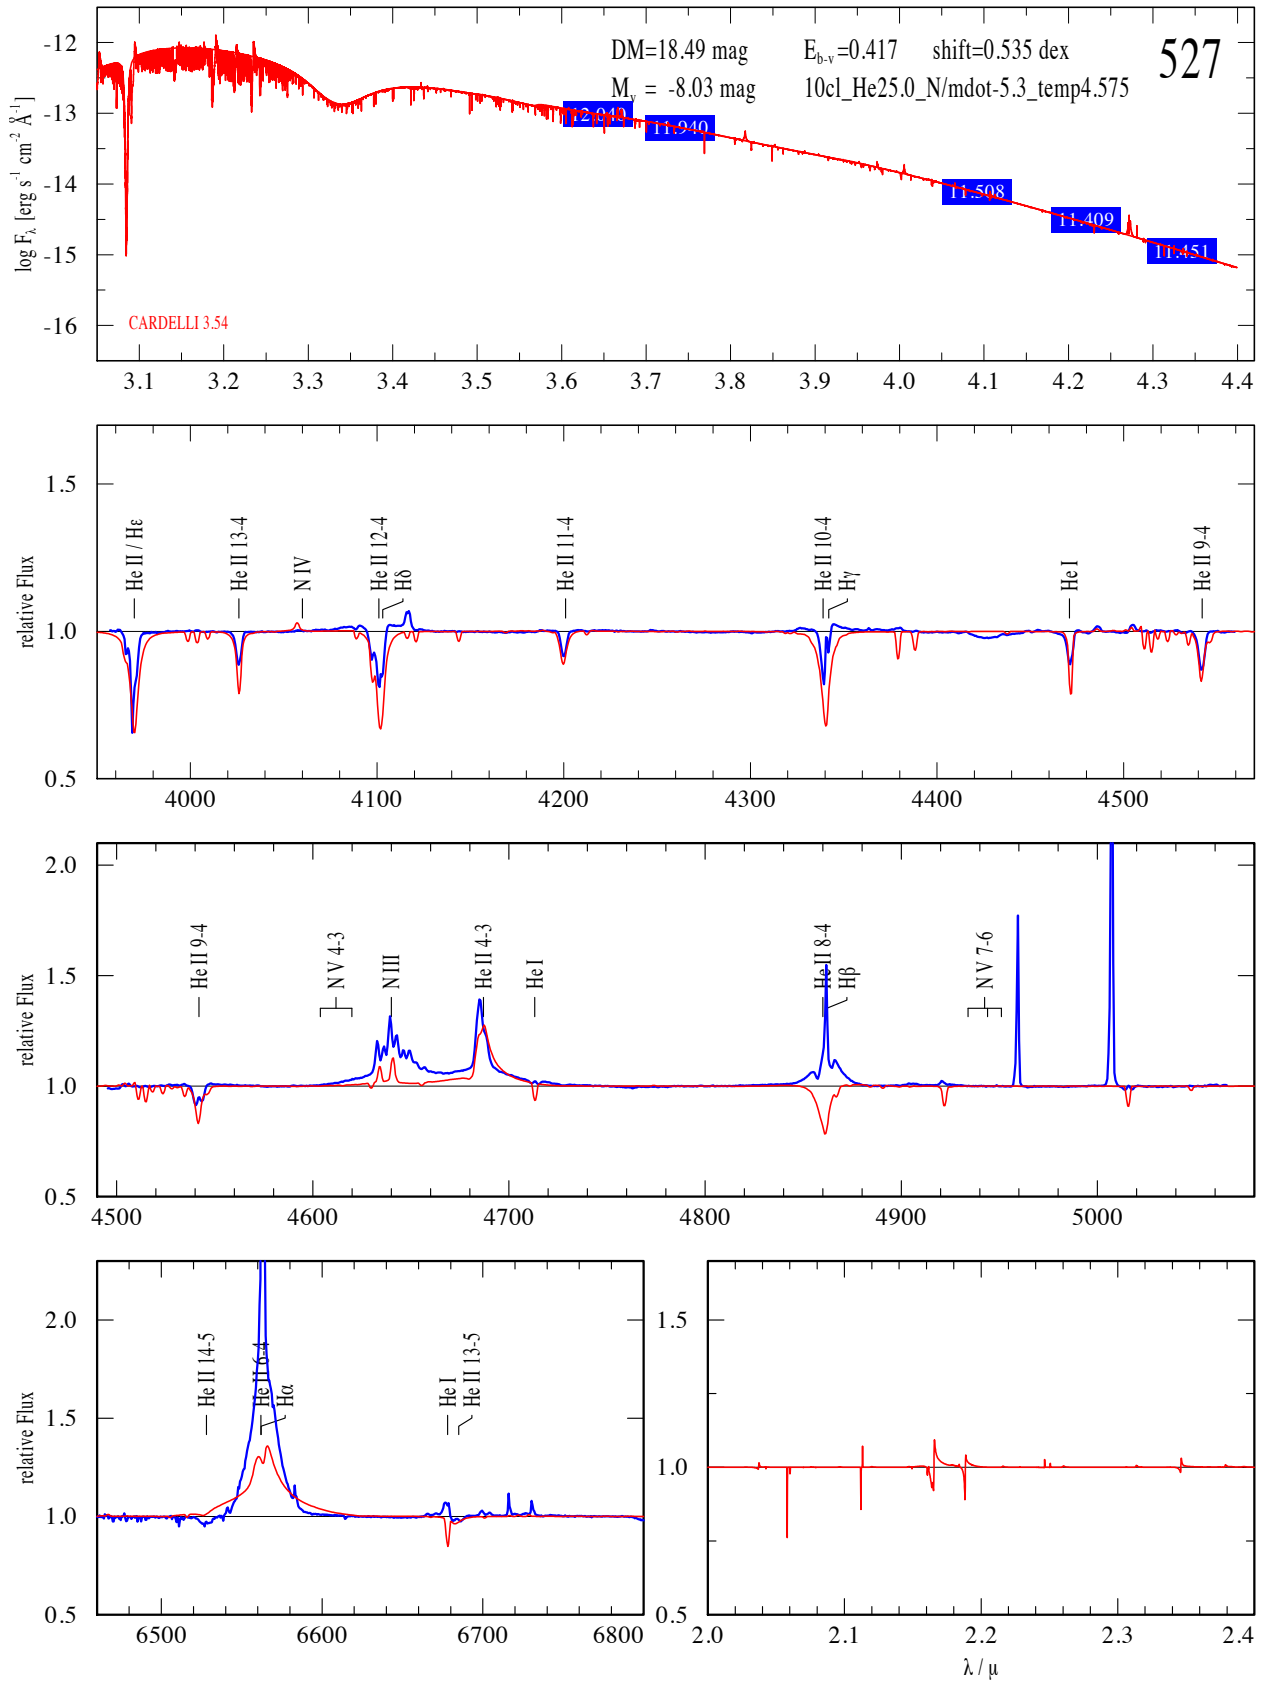 DM=18.49 mag E_b-v=0.417 shift=0.535 dex 527
M_v = -8.03 mag 10cl_He25.0_N/mdot-5.3_temp4.575
log F_λ [erg s^-1 cm^-2 Å^-1]
-12
-13
-14
-15
-16
11.940
11.508
11.409
11.451
CARDELLI 3.54
3.1 3.2 3.3 3.4 3.5 3.6 3.7 3.8 3.9 4.0 4.1 4.2 4.3 4.4
relative Flux
1.5
1.0
0.5
He II / Hε
He II 13-4
N IV
He II 12-4
Hδ
He II 11-4
He II 10-4
Hγ
He I
He II 9-4
4000 4100 4200 4300 4400 4500
relative Flux
2.0
1.5
1.0
0.5
He II 9-4
N V 4-3
N III
He II 4-3
He I
He II 8-4
Hβ
N V 7-6
4500 4600 4700 4800 4900 5000
relative Flux
2.0
1.5
1.0
0.5
He II 14-5
He II 6-4
Hα
He I
He II 13-5
6500 6600 6700 6800
1.5
1.0
0.5
2.0 2.1 2.2 2.3 2.4
λ / μ